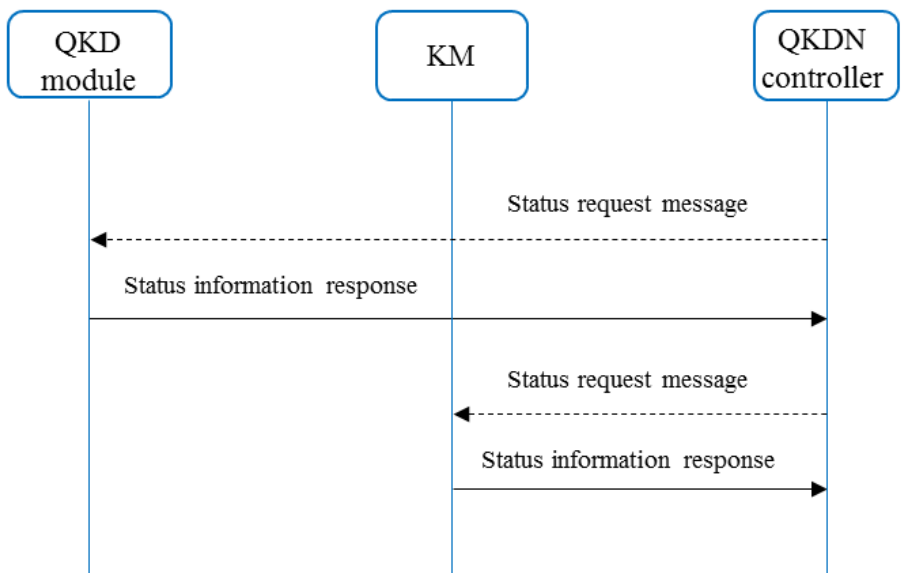 QKD
module
KM
QKDN
controller
Status request message
Status information response
Status request message
Status information response